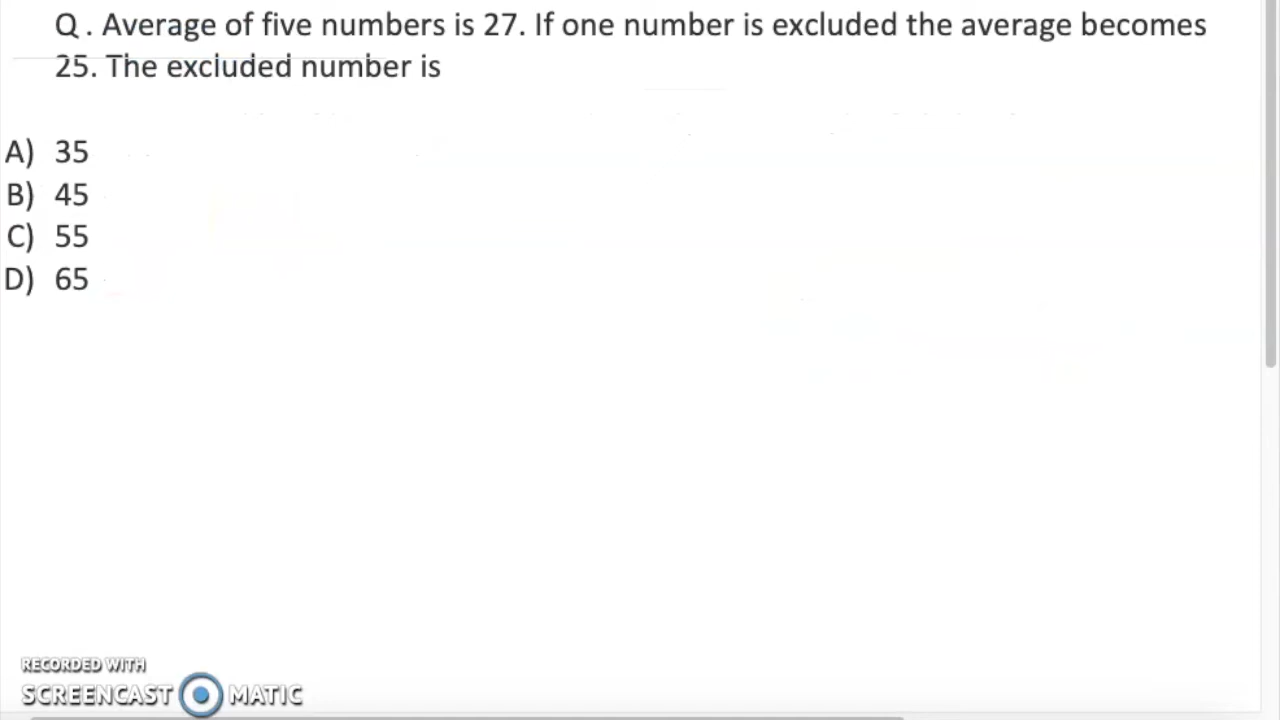 Q. Average of five numbers is 27. If one number is excluded the average becomes
25. The excluded number is
A) 35
B) 45
C) 55
D) 65
RECORDED WITH
SCREENCAST MATIC